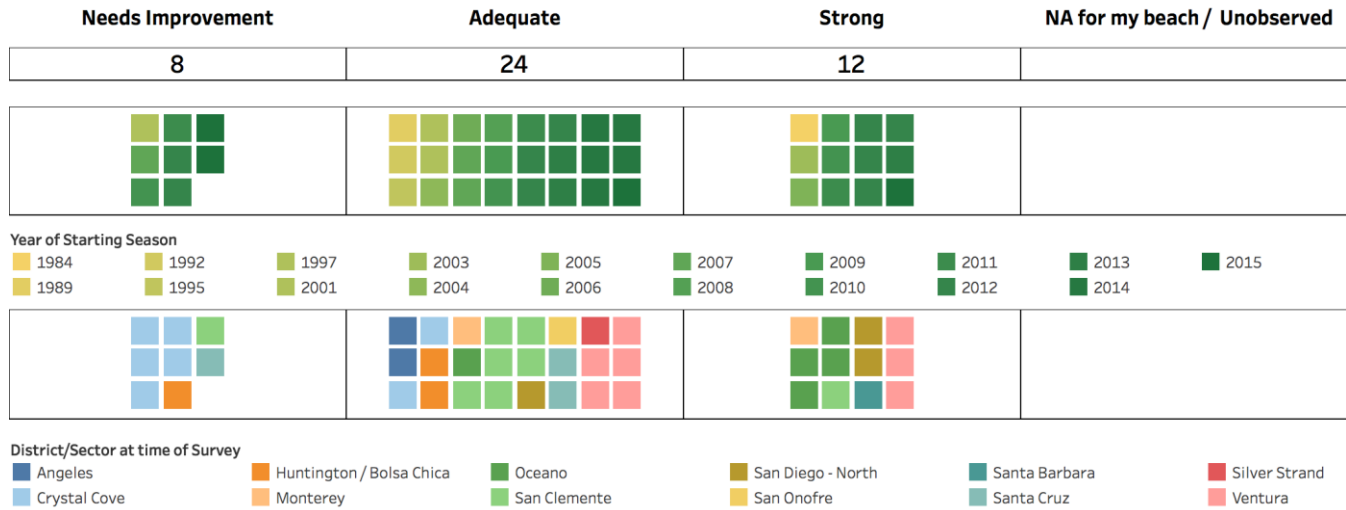 Needs Improvement Adequate Strong NA for my beach / Unobserved
8 24 12
Year of Starting Season
1984 1992 1997 2003 2005 2007 2009 2011 2013 2015
1989 1995 2001 2004 2006 2008 2010 2012 2014
District/Sector at time of Survey
Angeles Huntington / Bolsa Chica Oceano San Diego - North Santa Barbara Silver Strand
Crystal Cove Monterey San Clemente San Onofre Santa Cruz Ventura